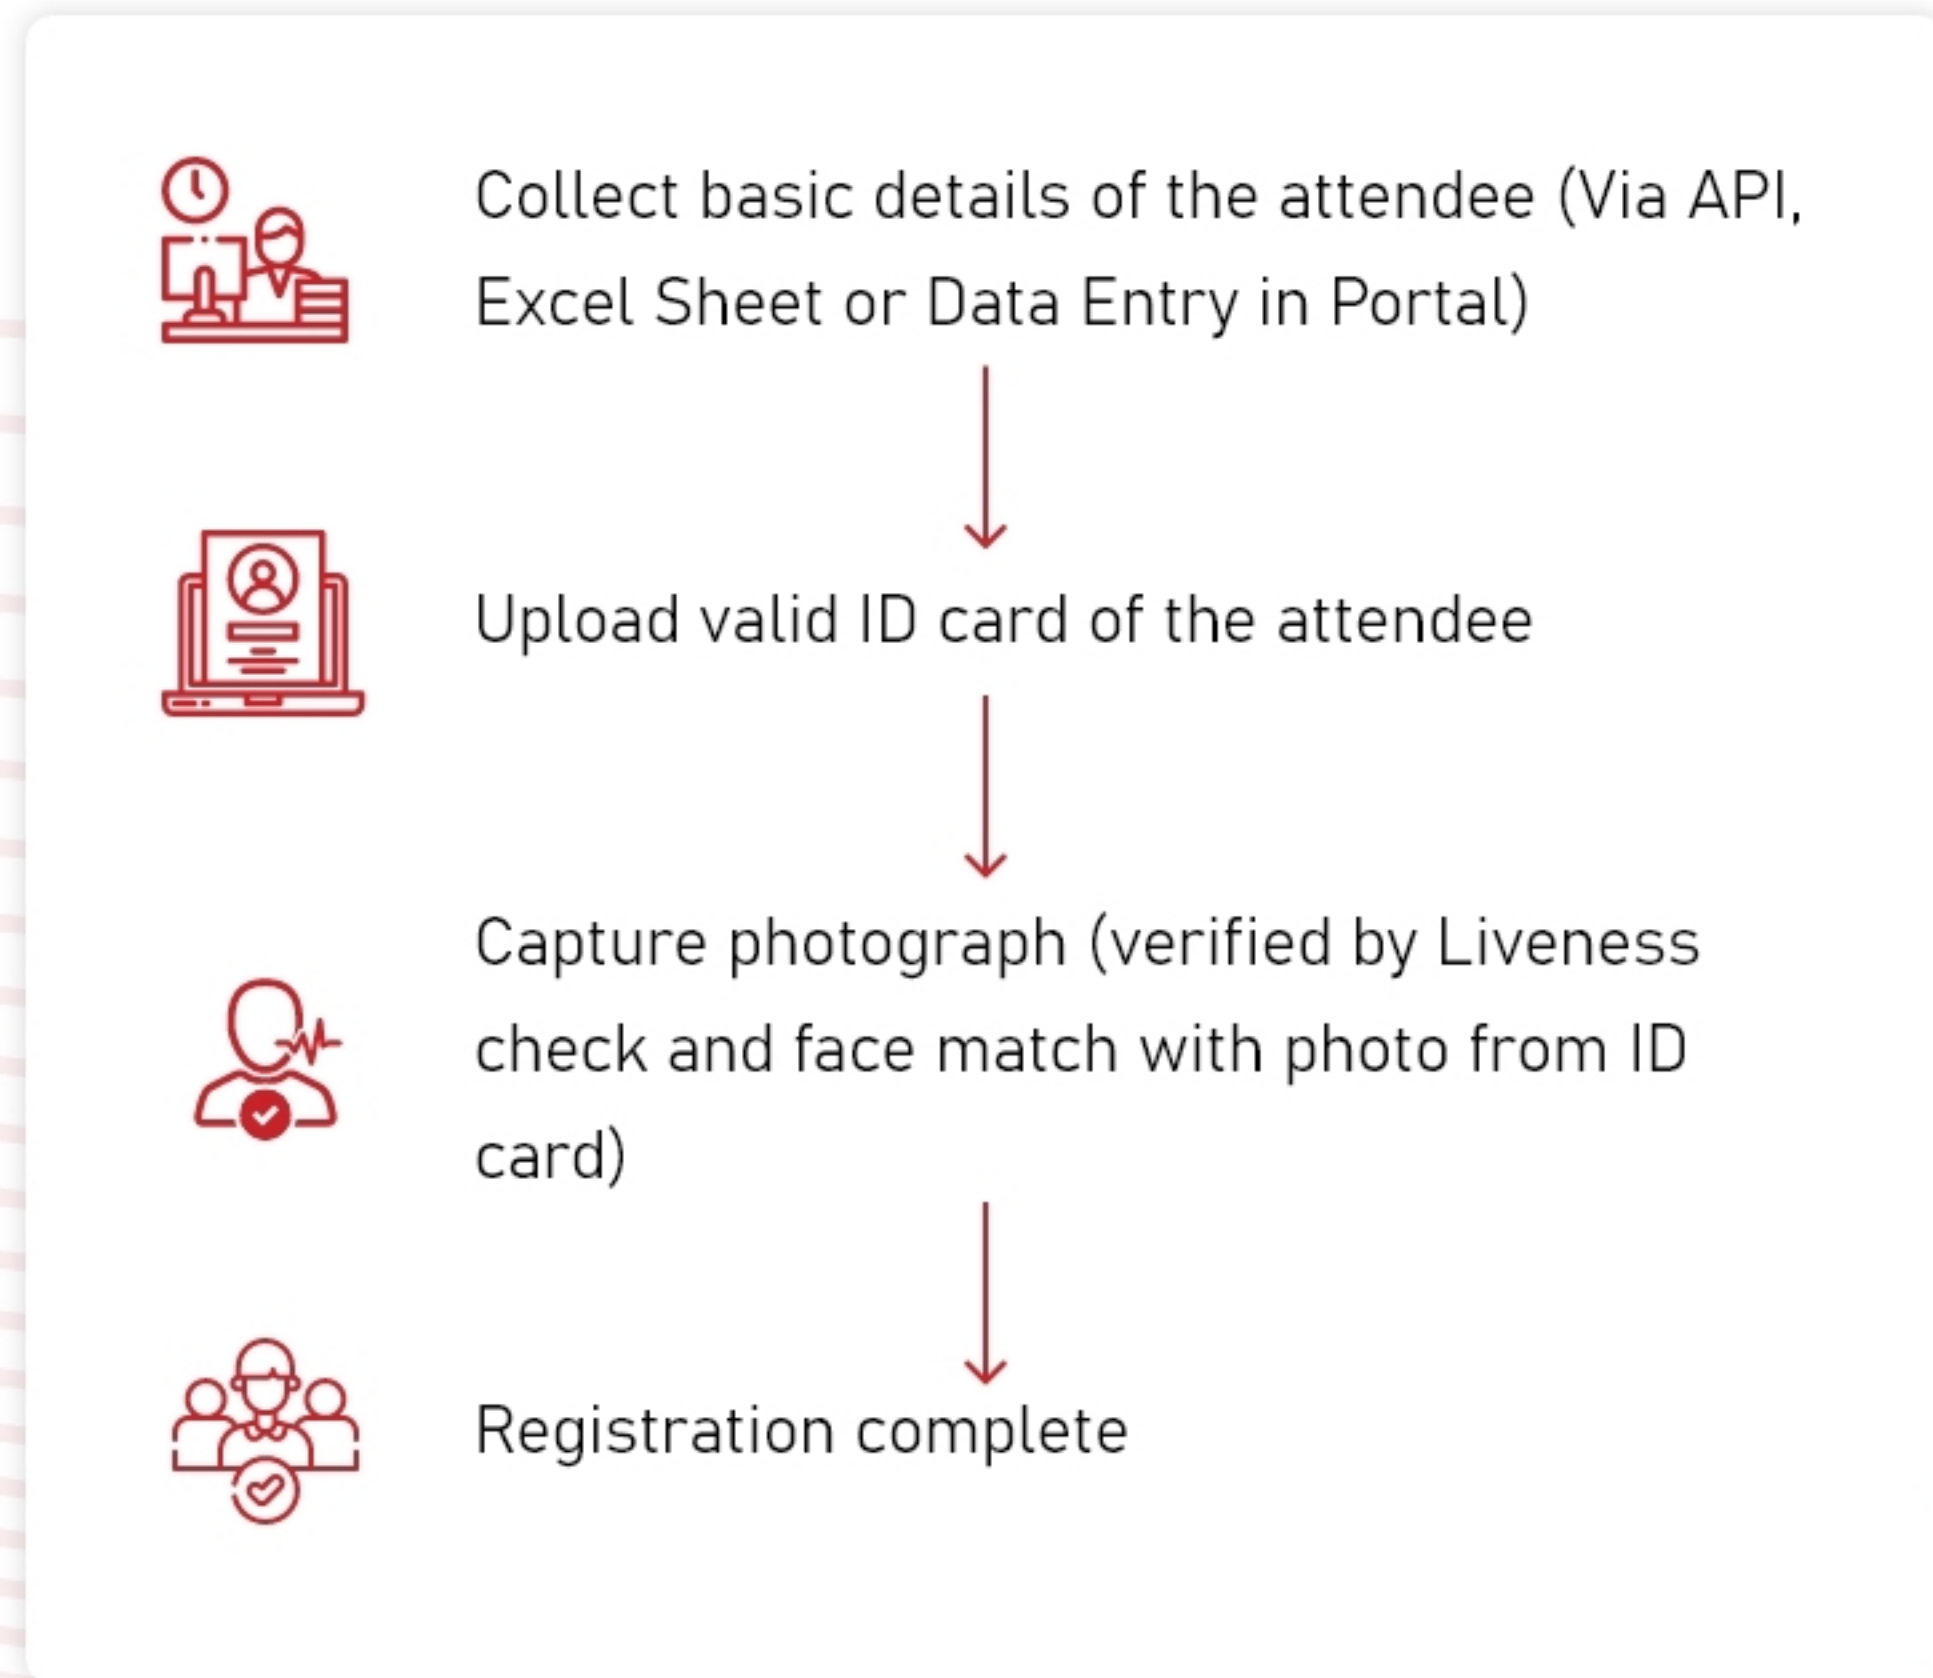 Collect basic details of the attendee (Via API,
Excel Sheet or Data Entry in Portal)
Upload valid ID card of the attendee
Capture photograph (verified by Liveness
check and face match with photo from ID
card)
Registration complete